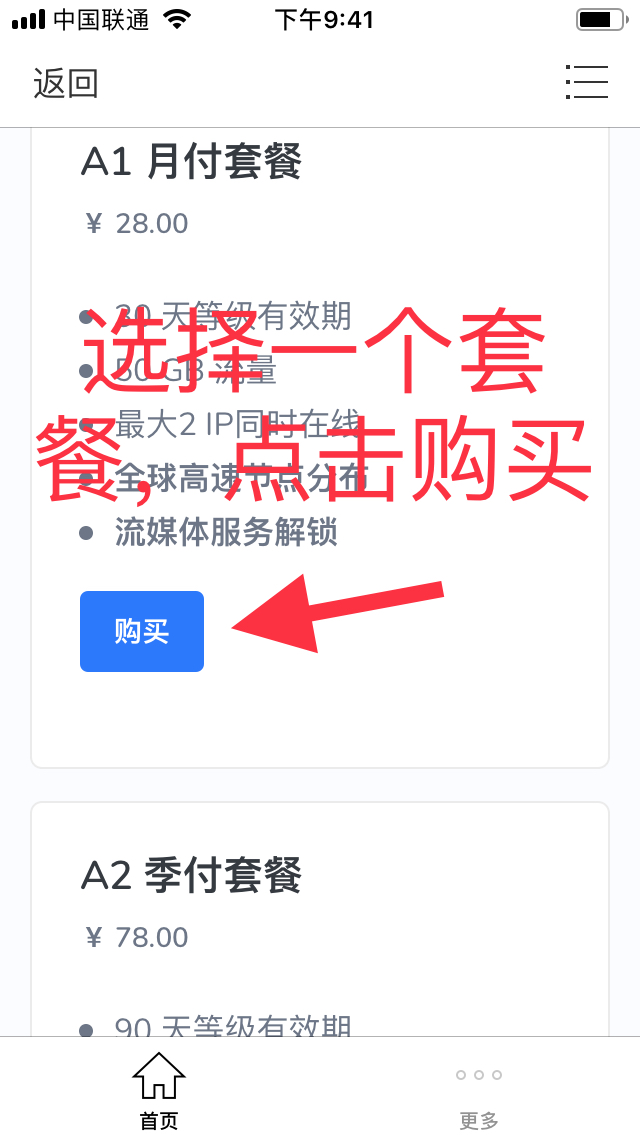 中国联通
下午9:41
返回
A1 月付套餐
¥ 28.00
30 天等级有效期
选择一个套
50 GB 流量
最大2 IP同时在线
餐，点击购买
全球高速节点分布
流媒体服务解锁
购买
A2 季付套餐
¥ 78.00
90 天等级有效期
首页
更多